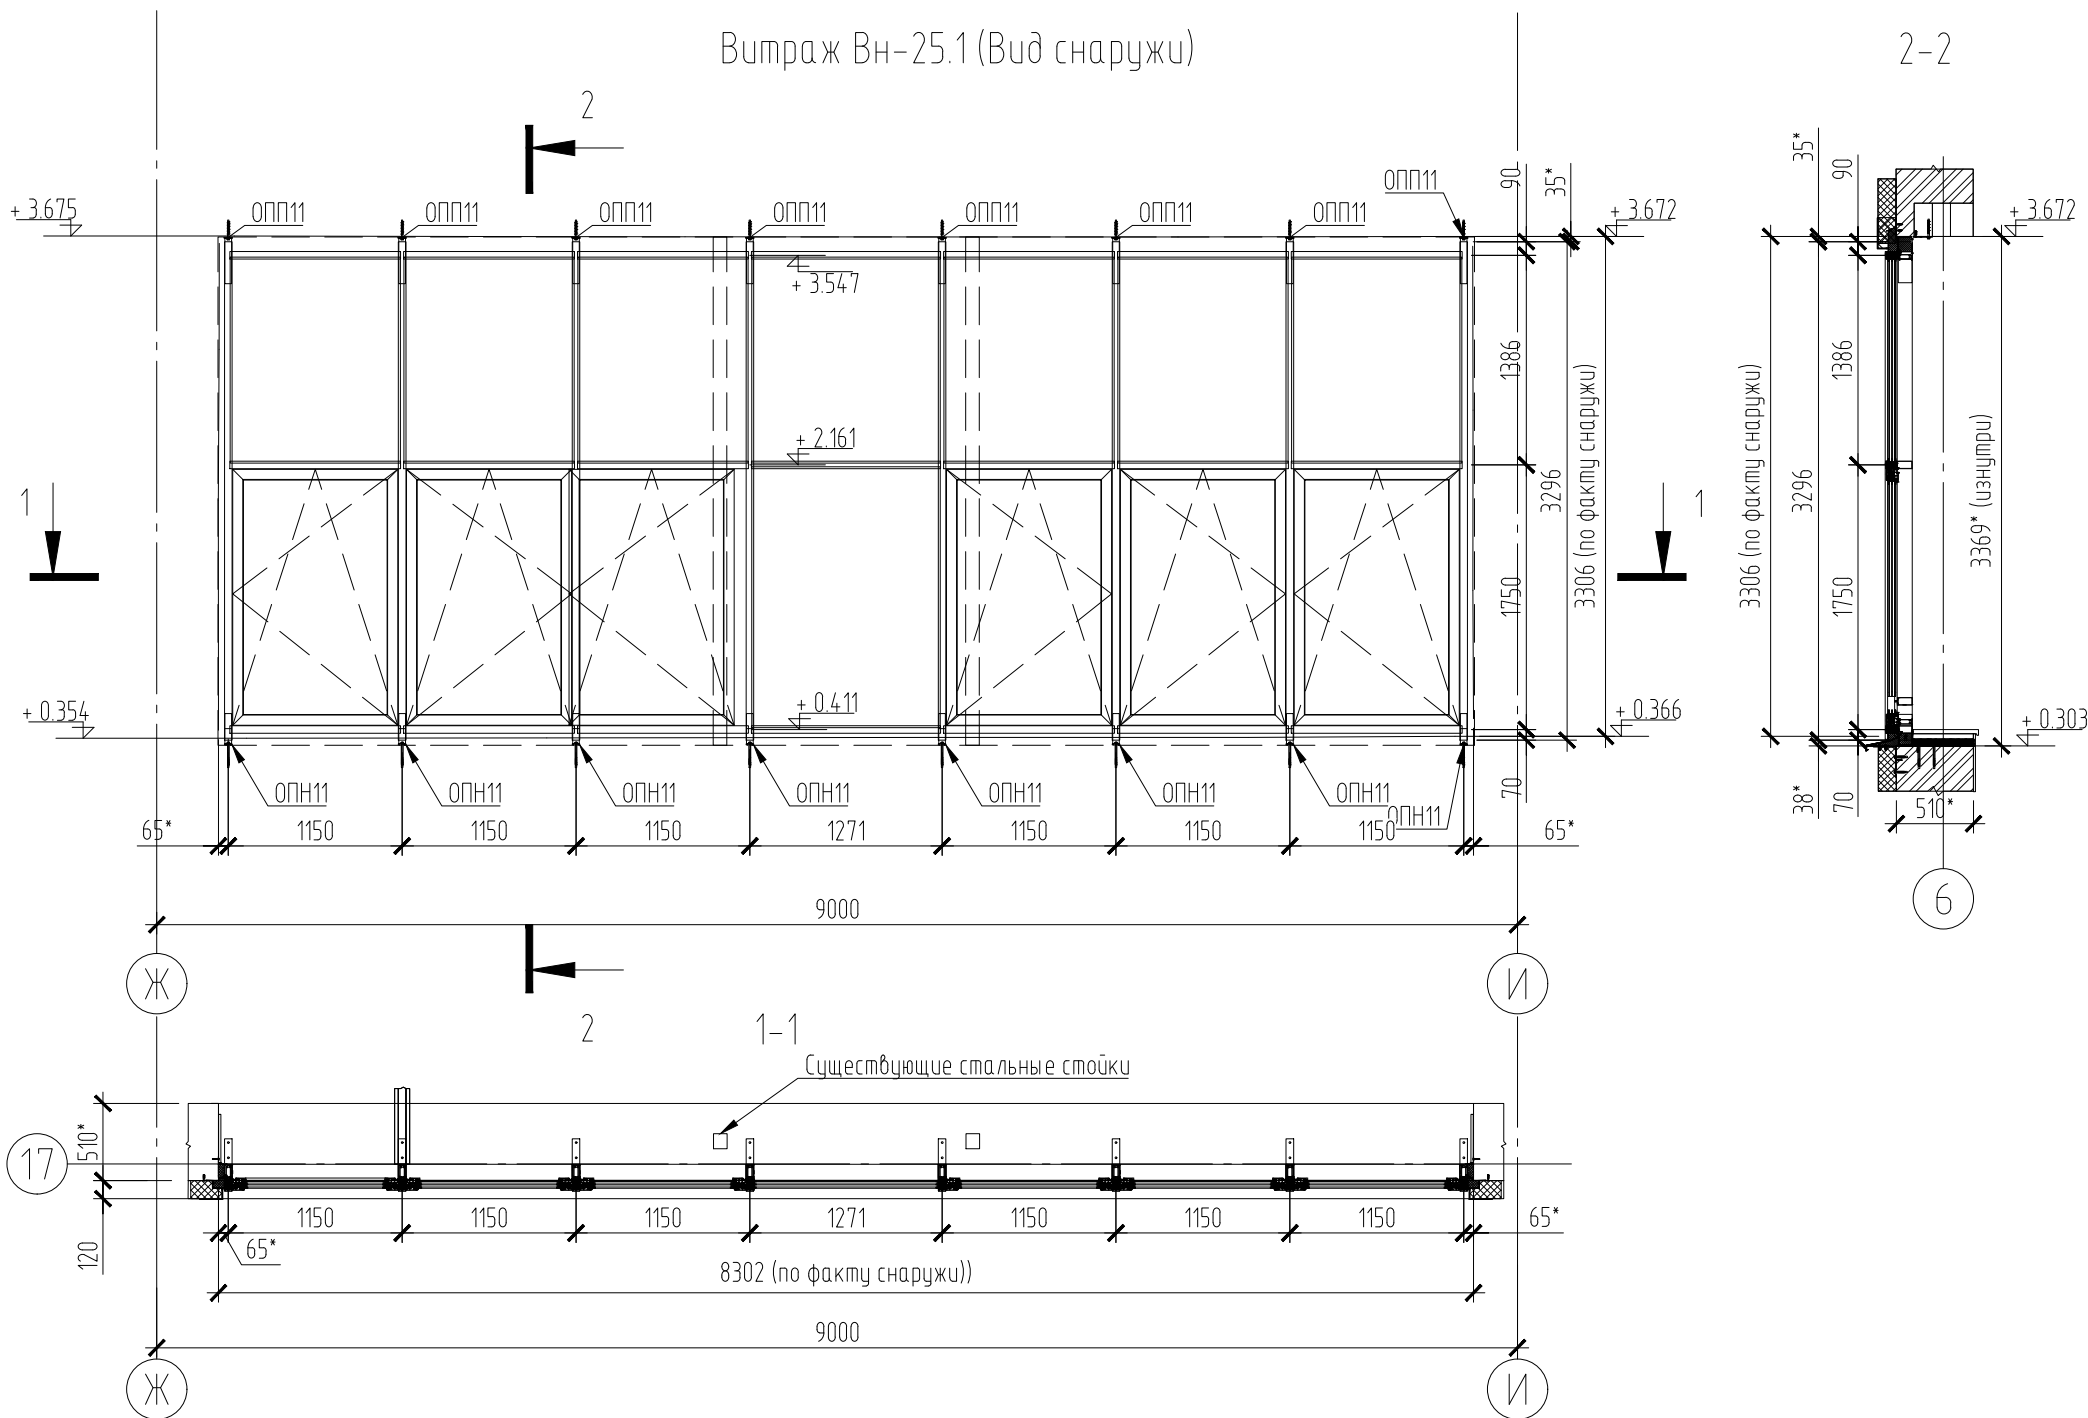 Витраж Вн-25.1 (Вид снаружи)
2-2
2
ОПП11
+ 3.675
ОПП11
ОПП11
ОПП11
ОПП11
ОПП11
ОПП11
ОПП11
90
35*
+ 3.672
35*
90
+ 3.672
+ 3.547
1386
3306 (по факту снаружи)
3306 (по факту снаружи)
1386
+ 2.161
3296
3296
3369* (изнутри)
1
1
1750
1750
+ 0.354
+ 0.411
+ 0.366
+ 0.303
ОПН11
ОПН11
ОПН11
ОПН11
ОПН11
ОПН11
ОПН11
ОПН11
70
38*
70
510*
65*
1150
1150
1150
1271
1150
1150
1150
65*
9000
6
Ж
И
2
1-1
Существующие стальные стойки
510*
17
120
1150
1150
1150
1271
1150
1150
1150
65*
65*
8302 (по факту снаружи))
9000
Ж
И